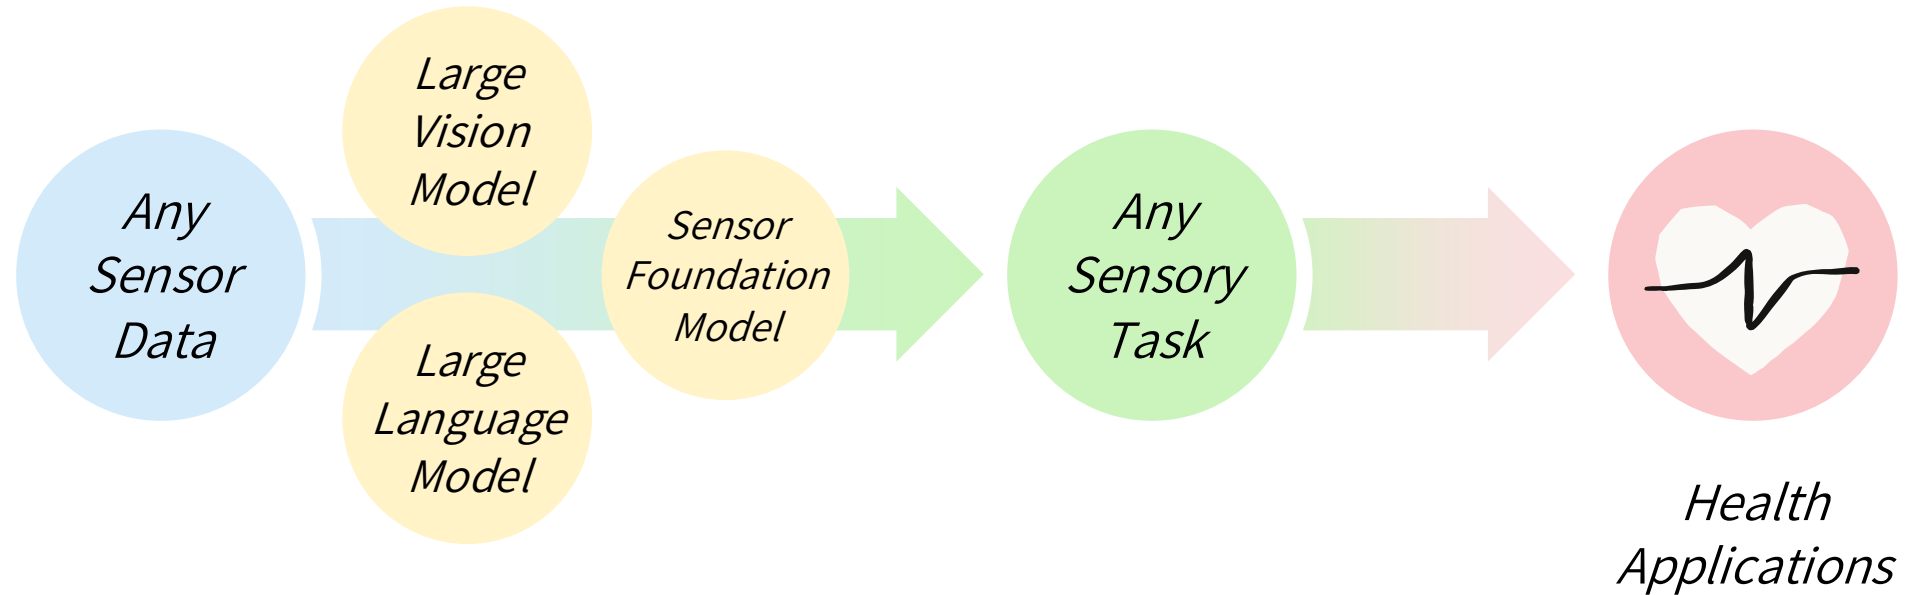 Any
Sensor
Data
Large
Vision
Model
Large
Language
Model
Sensor
Foundation
Model
Any
Sensory
Task
Health
Applications